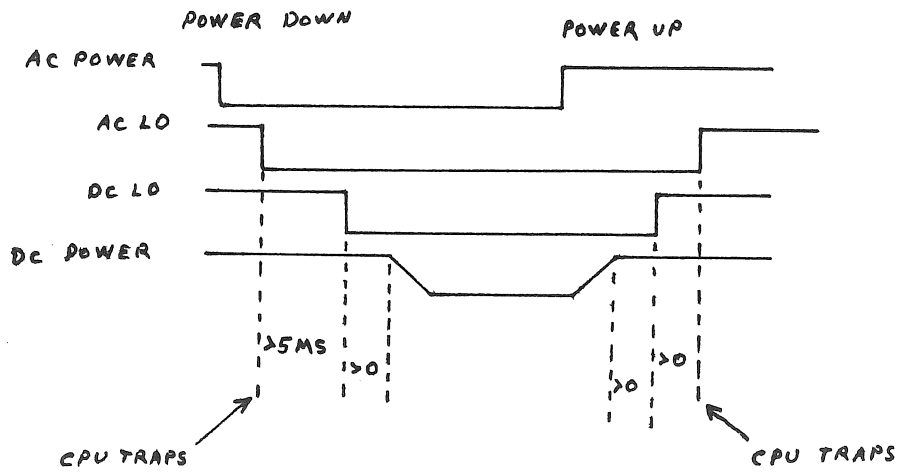 POWER DOWN
POWER UP
AC POWER
AC LO
DC LO
DC POWER
>5MS
>0
>0
>0
CPU TRAPS
CPU TRAPS